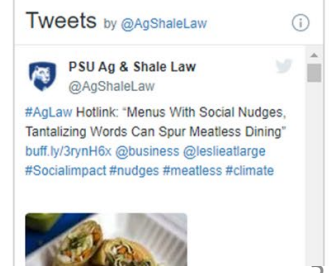 Tweets by @AgShaleLaw
PSU Ag & Shale Law
@AgShaleLaw
#AgLaw Hotlink: “Menus With Social Nudges,
Tantalizing Words Can Spur Meatless Dining”
buff.ly/3rynH6x @business @leslieatlarge
#Socialimpact #nudges #meatless #climate